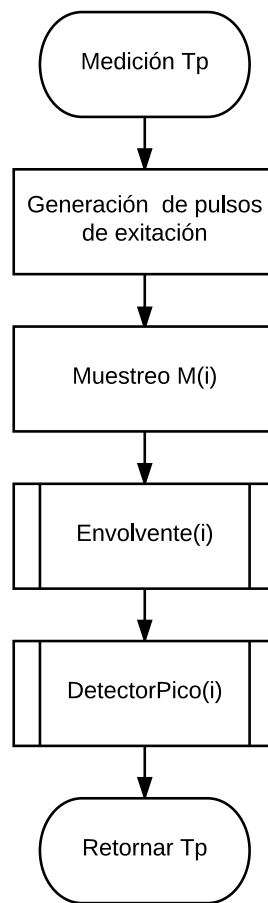 Medición Tp
Generación  de pulsos
de exitación
Muestreo M(i)
Envolvente(i)
DetectorPico(i)
Retornar Tp